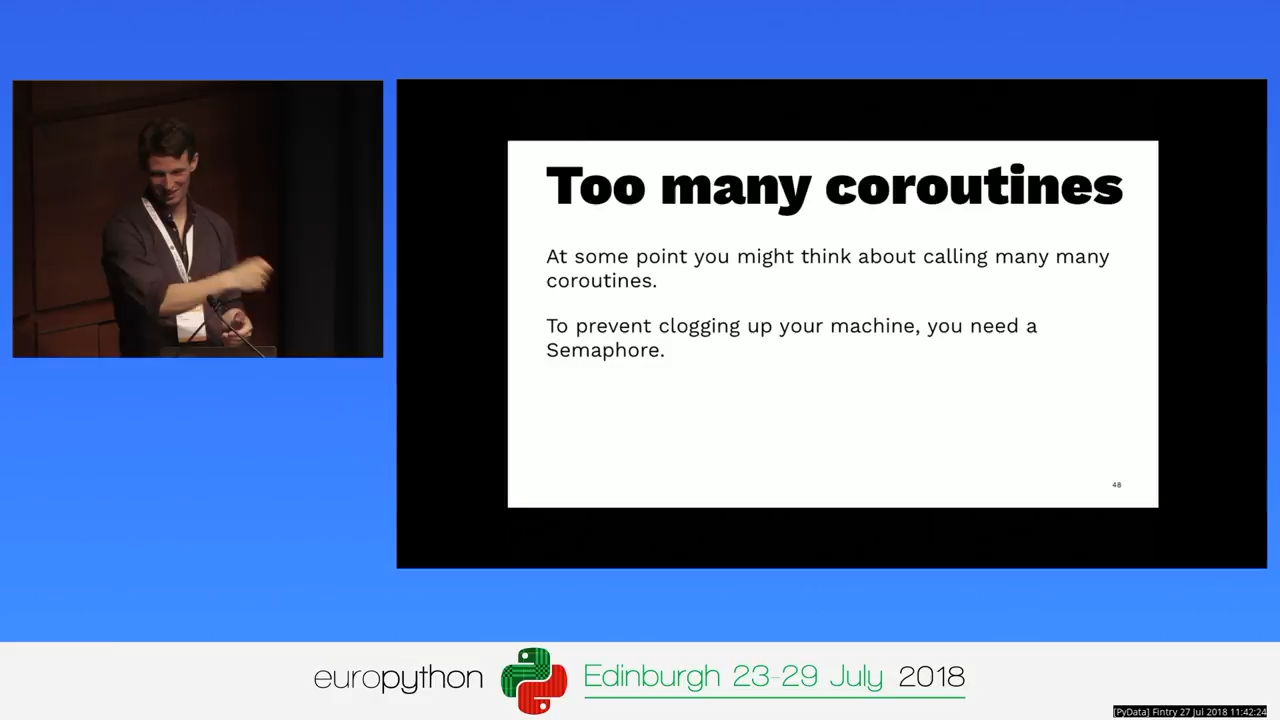 Too many coroutines
At some point you might think about calling many many
coroutines.
To prevent clogging up your machine, you need a
Semaphore.
48
europython Edinburgh 23-29 July 2018
[PyData] Fintry 27 Jul 2018 11:42:24